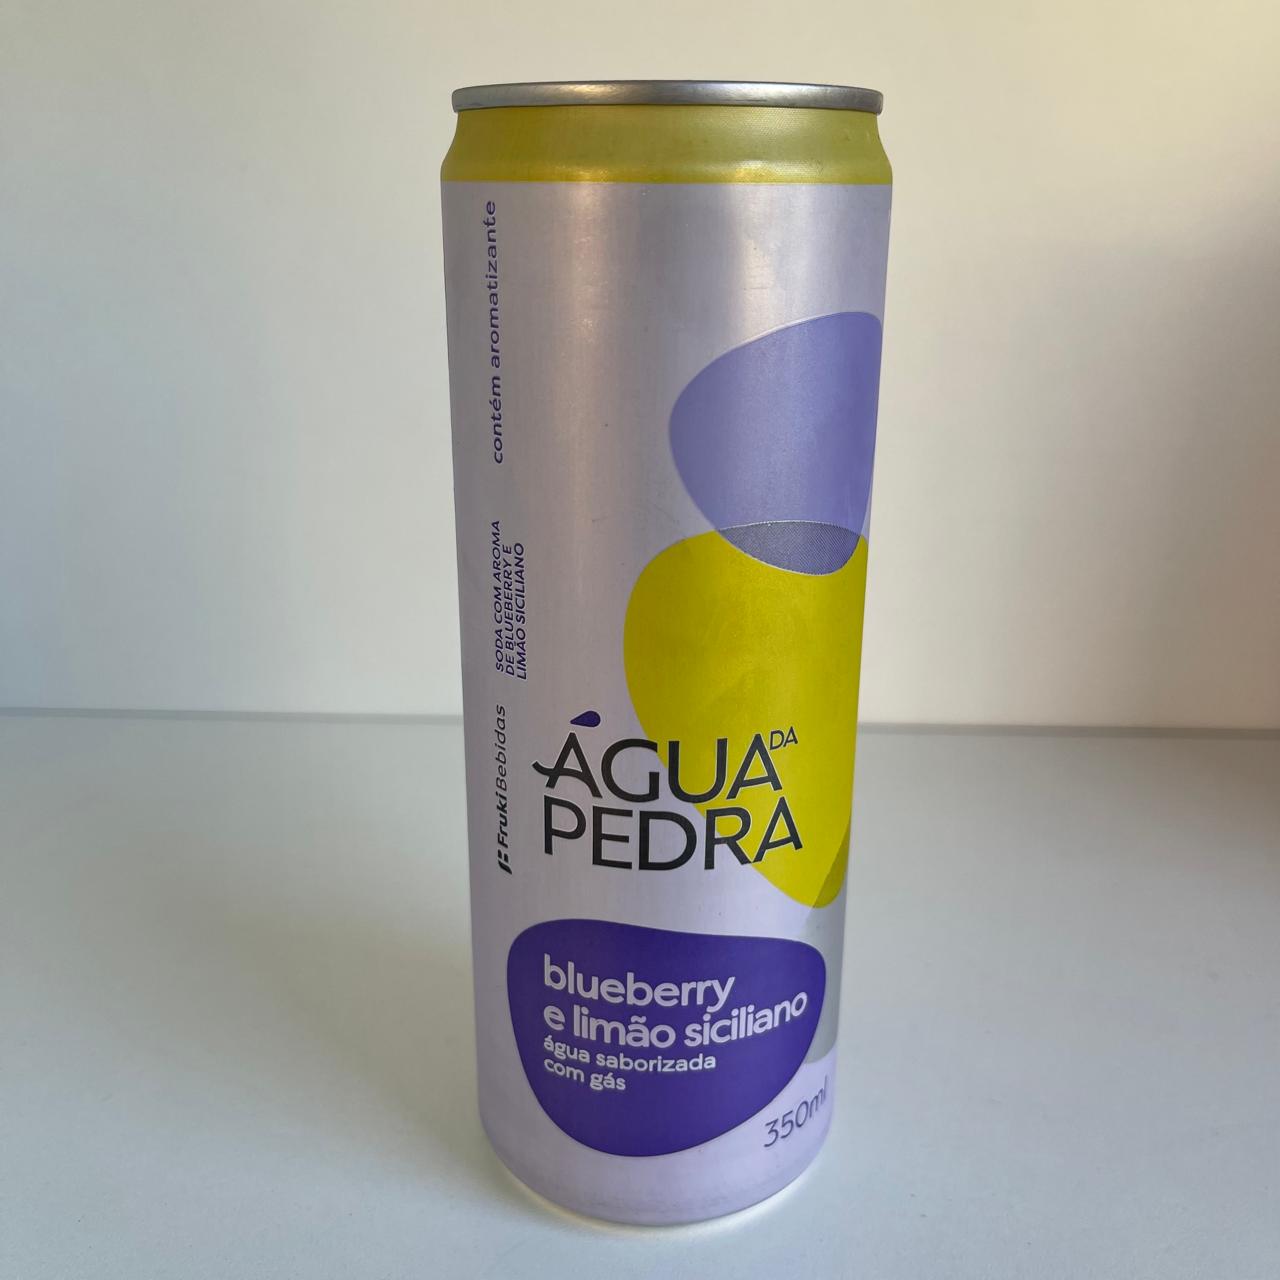 contém aromatizante
SODA COM AROMA
DE BLUEBERRY E
LIMÃO SICILIANO
Fruki Bebidas
ÁGUA DA
PEDRA
blueberry
e limão siciliano
água saborizada
com gás
350ml